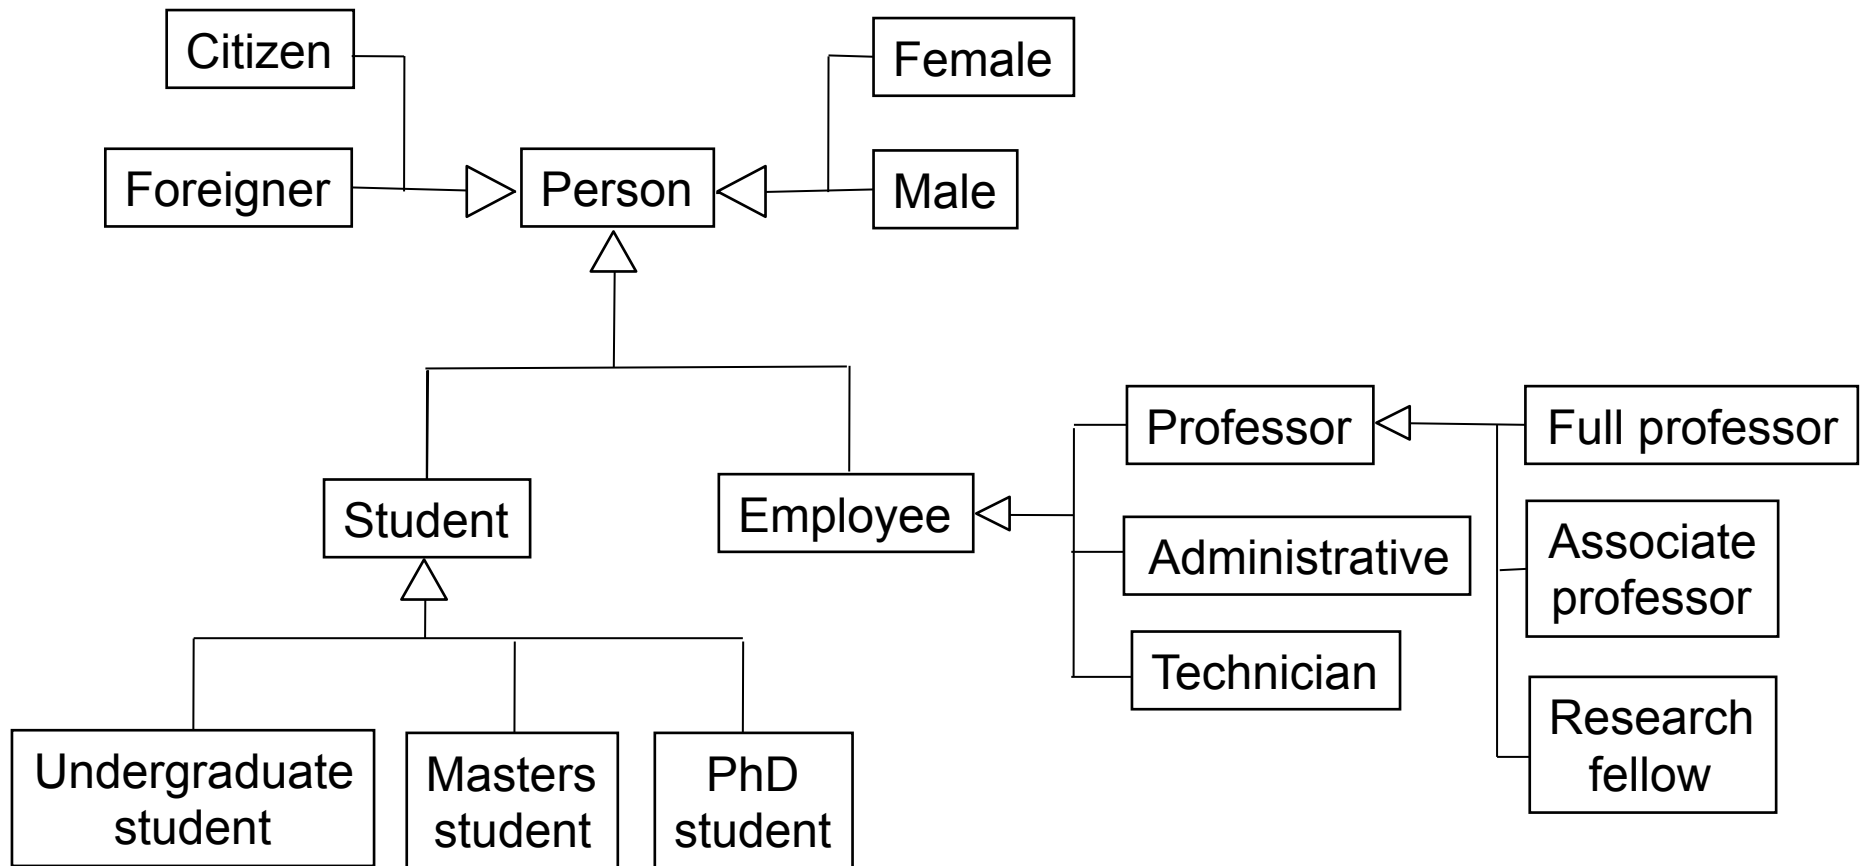 Citizen
Female
Foreigner
Person
Male
Professor
Full professor
Student
Employee
Administrative
Associate
professor
Technician
Research
fellow
Undergraduate
student
Masters
student
PhD
student